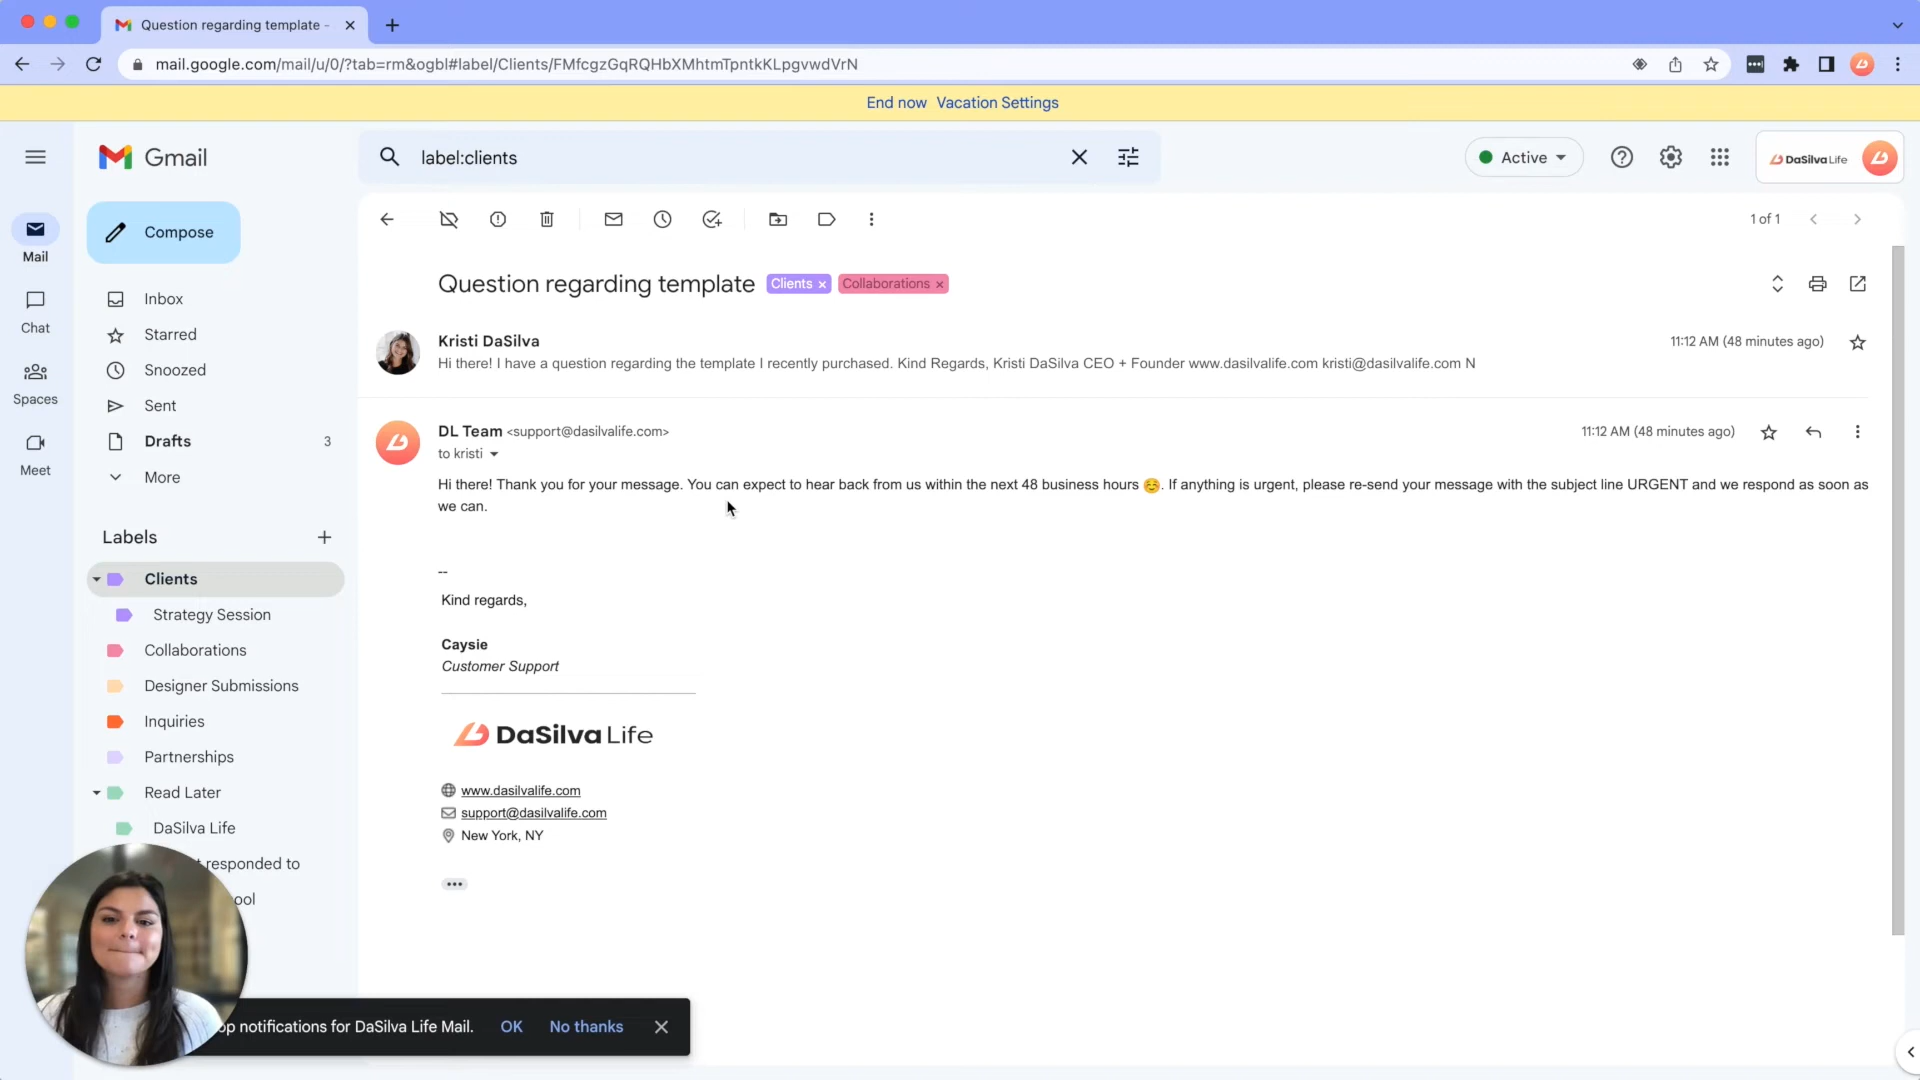 Question regarding template -
mail.google.com/mail/u/0/?tab=rm&ogbl#label/Clients/FMfcgzGqRQHbXMhtmTpntkKLpgvwdVrN
End now Vacation Settings
Gmail
label:clients
Active
DaSilva Life
Compose
Mail
Chat
Spaces
Meet
Inbox
Starred
Snoozed
Sent
Drafts 3
More
Labels
Clients
Strategy Session
Collaborations
Designer Submissions
Inquiries
Partnerships
Read Later
DaSilva Life
responded to
1 of 1
Question regarding template Clients x Collaborations x
Kristi DaSilva
11:12 AM (48 minutes ago)
Hi there! I have a question regarding the template I recently purchased. Kind Regards, Kristi DaSilva CEO + Founder www.dasilvalife.com kristi@dasilvalife.com N
DL Team <support@dasilvalife.com>
11:12 AM (48 minutes ago)
to kristi
Hi there! Thank you for your message. You can expect to hear back from us within the next 48 business hours ☺️. If anything is urgent, please re-send your message with the subject line URGENT and we respond as soon as
we can.
--
Kind regards,
Caysie
Customer Support
DaSilva Life
www.dasilvalife.com
support@dasilvalife.com
New York, NY
notifications for DaSilva Life Mail. OK No thanks